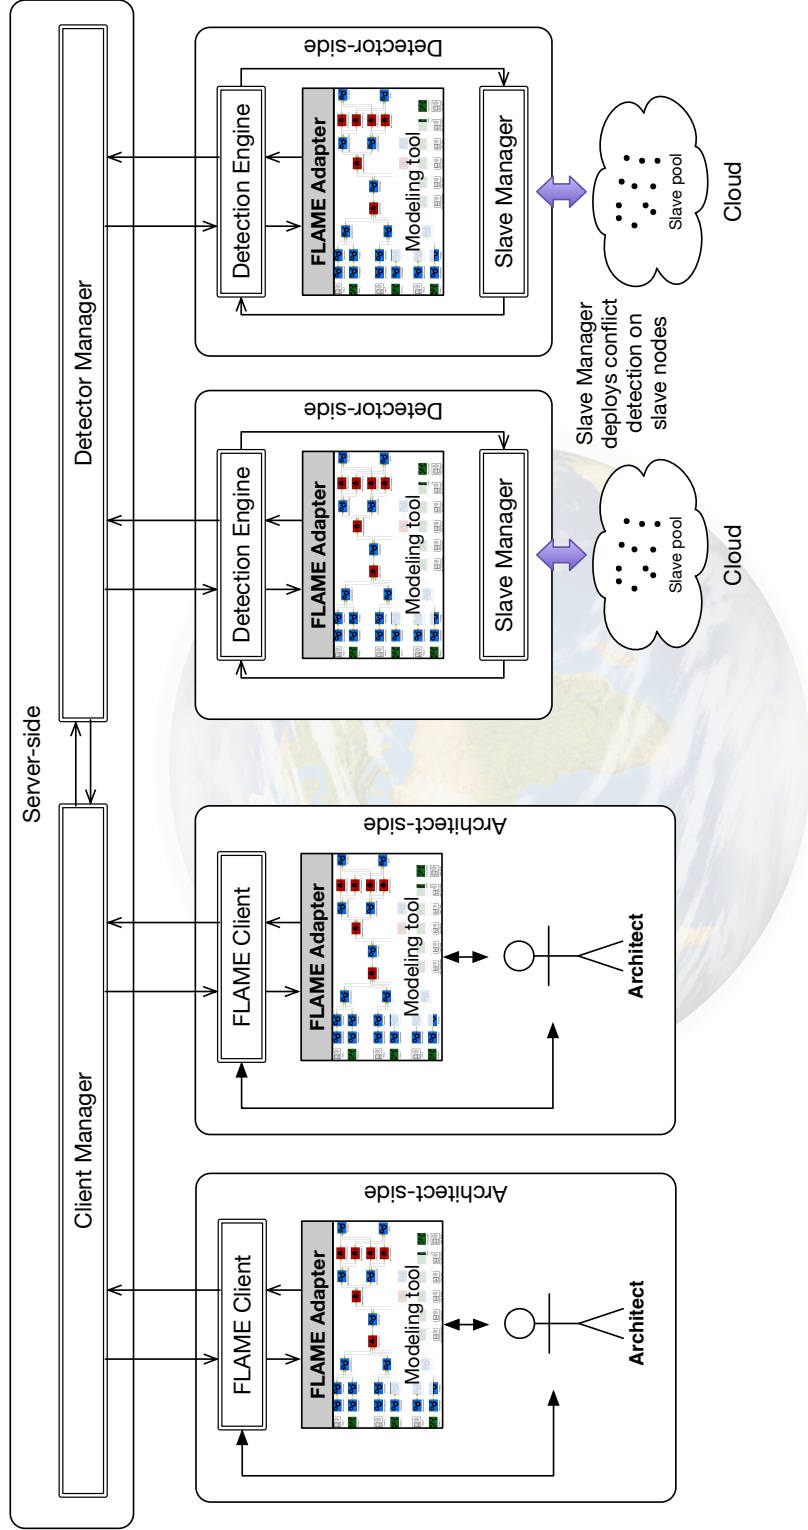 Server-side
Client Manager
Detector Manager
FLAME Client
FLAME Adapter
Modeling tool
Architect
Architect-side
FLAME Client
FLAME Adapter
Modeling tool
Architect
Architect-side
Detection Engine
FLAME Adapter
Modeling tool
Slave Manager
Detector-side
Slave pool
Cloud
Slave Manager
deploys conflict
detection on
slave nodes
Detection Engine
FLAME Adapter
Modeling tool
Slave Manager
Detector-side
Slave pool
Cloud